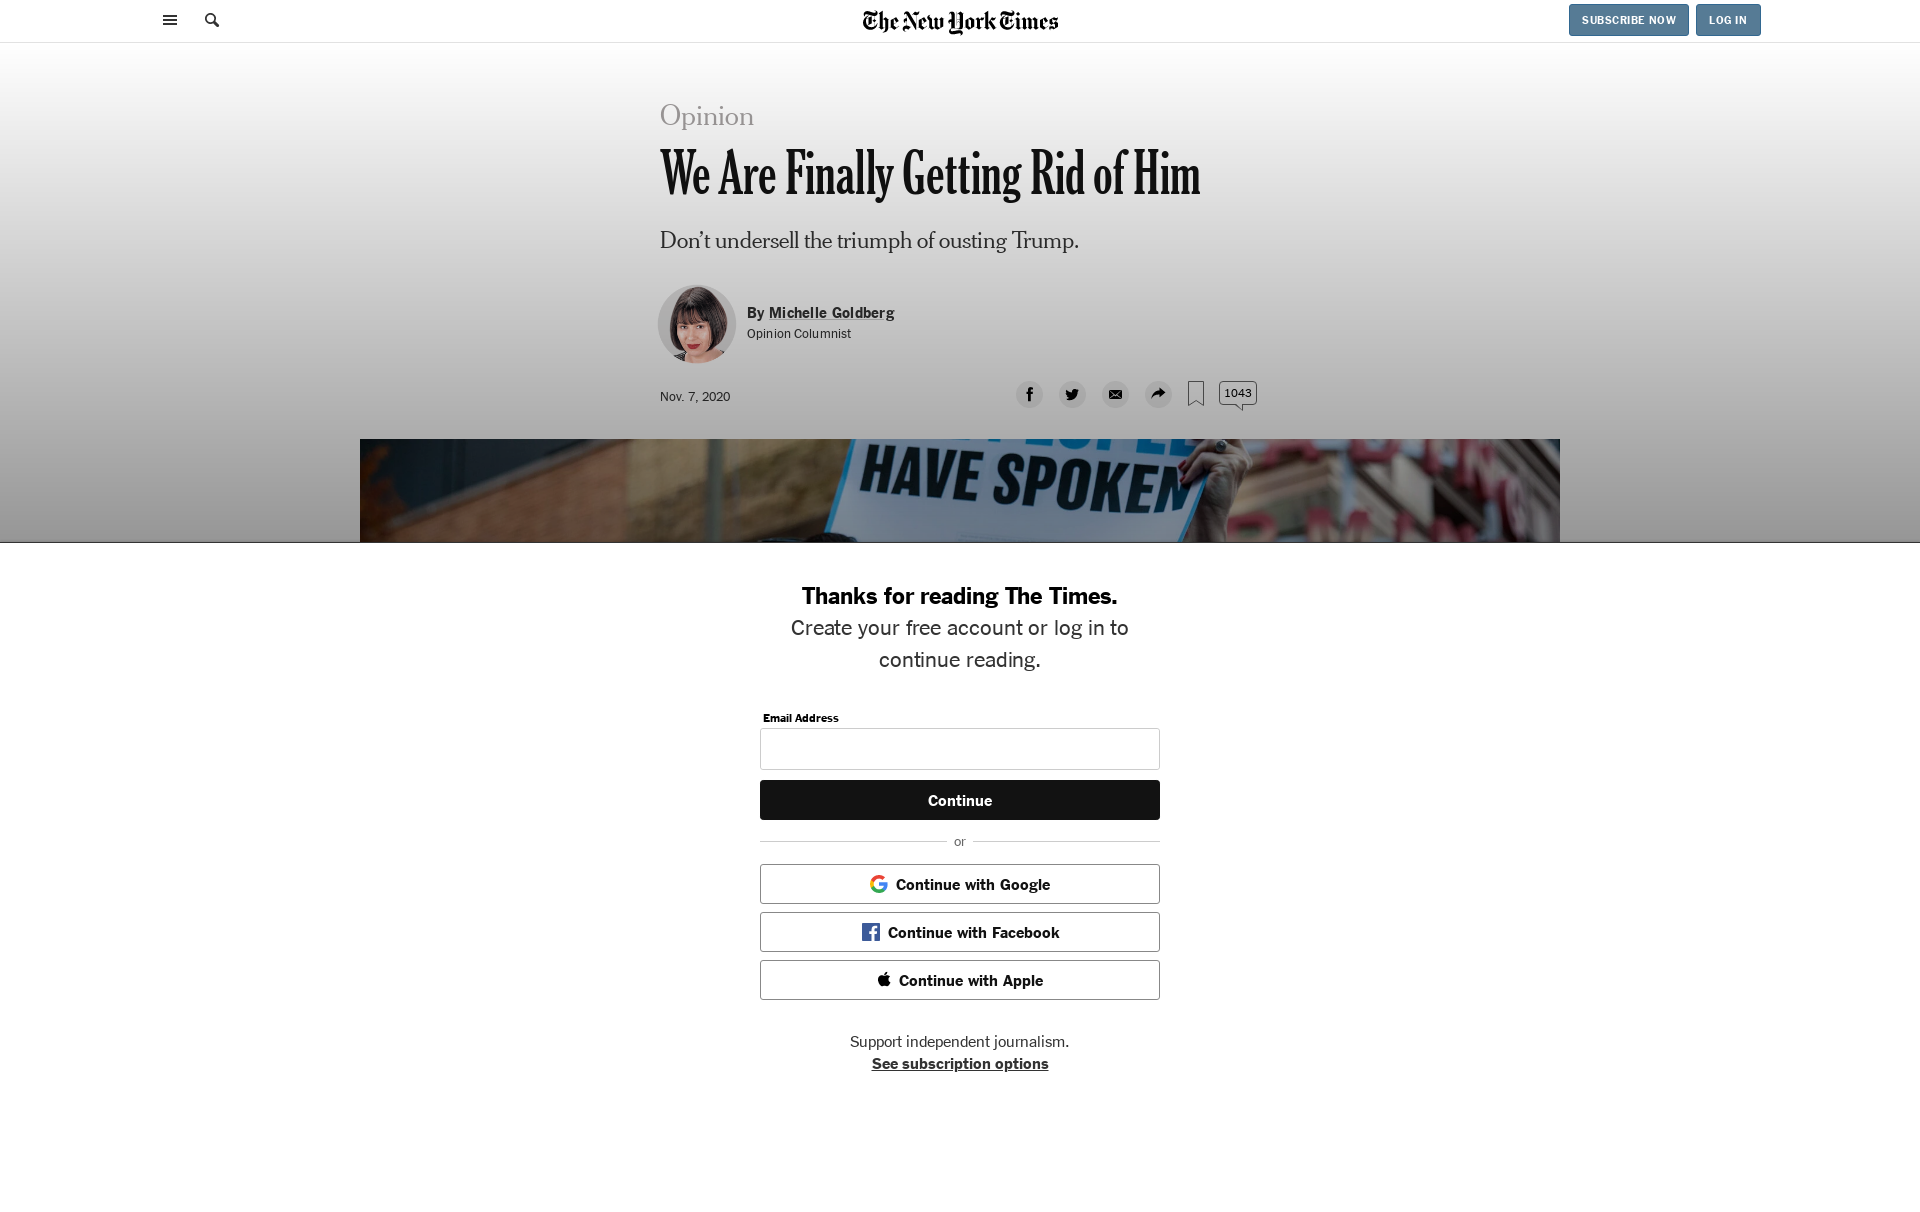 The New York Times
SUBSCRIBE NOW
LOG IN
Opinion
We Are Finally Getting Rid of Him
Don’t undersell the triumph of ousting Trump.
By Michelle Goldberg
Opinion Columnist
Nov. 7, 2020
1043
HAVE SPOKEN
Thanks for reading The Times.
Create your free account or log in to
continue reading.
Email Address
Continue
or
Continue with Google
Continue with Facebook
Continue with Apple
Support independent journalism.
See subscription options